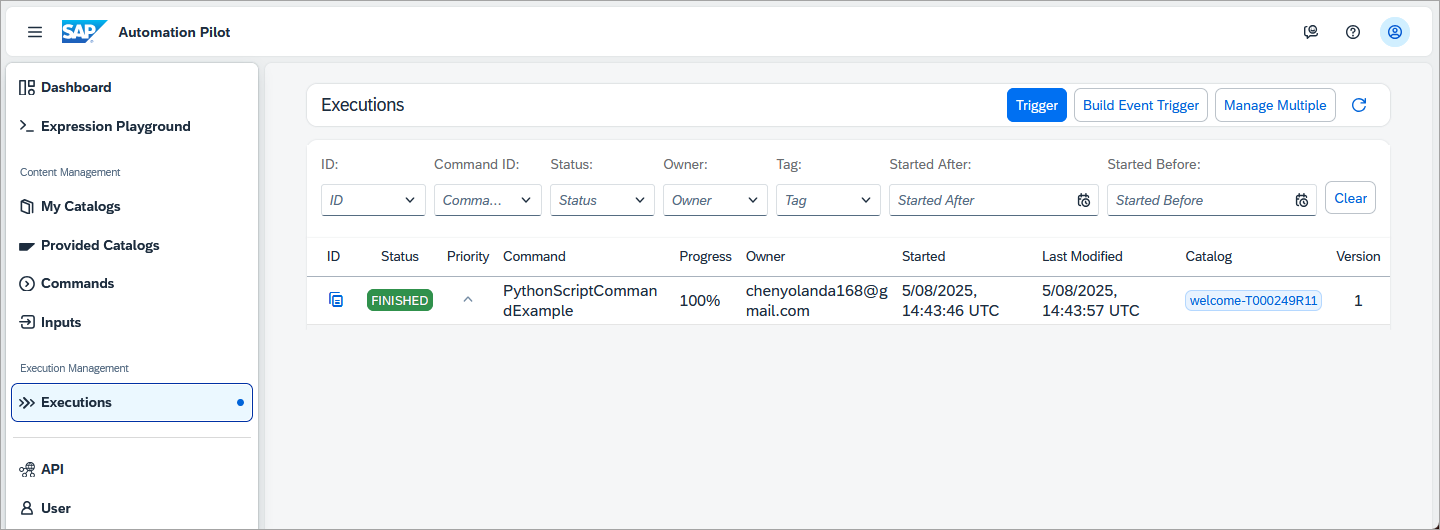 SAP Automation Pilot
Dashboard
Expression Playground
Content Management
My Catalogs
Provided Catalogs
Commands
Inputs
Execution Management
Executions
API
User
Executions
Trigger
Build Event Trigger
Manage Multiple
ID: Command ID: Status: Owner: Tag: Started After: Started Before:
ID Comma... Status Owner Tag Started After Started Before Clear
ID Status Priority Command Progress Owner Started Last Modified Catalog Version
FINISHED
PythonScriptComman
dExample
100%
chenyolanda168@g
mail.com
5/08/2025,
14:43:46 UTC
5/08/2025,
14:43:57 UTC
welcome-T000249R11
1